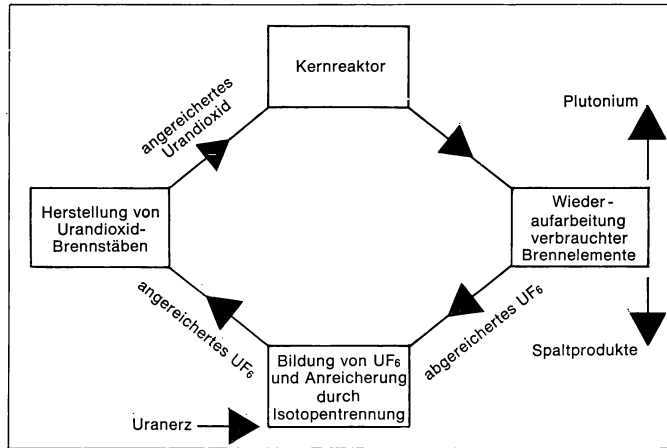 Kernreaktor
angereichertes
Urandioxid
Plutonium
Herstellung von
Urandioxid-
Brennstäben
Wieder-
aufarbeitung
verbrauchter
Brennelemente
angereichertes UF₆
abgereichertes UF₆
Bildung von UF₆
und Anreicherung
durch
Isotopentrennung
Spaltprodukte
Uranerz